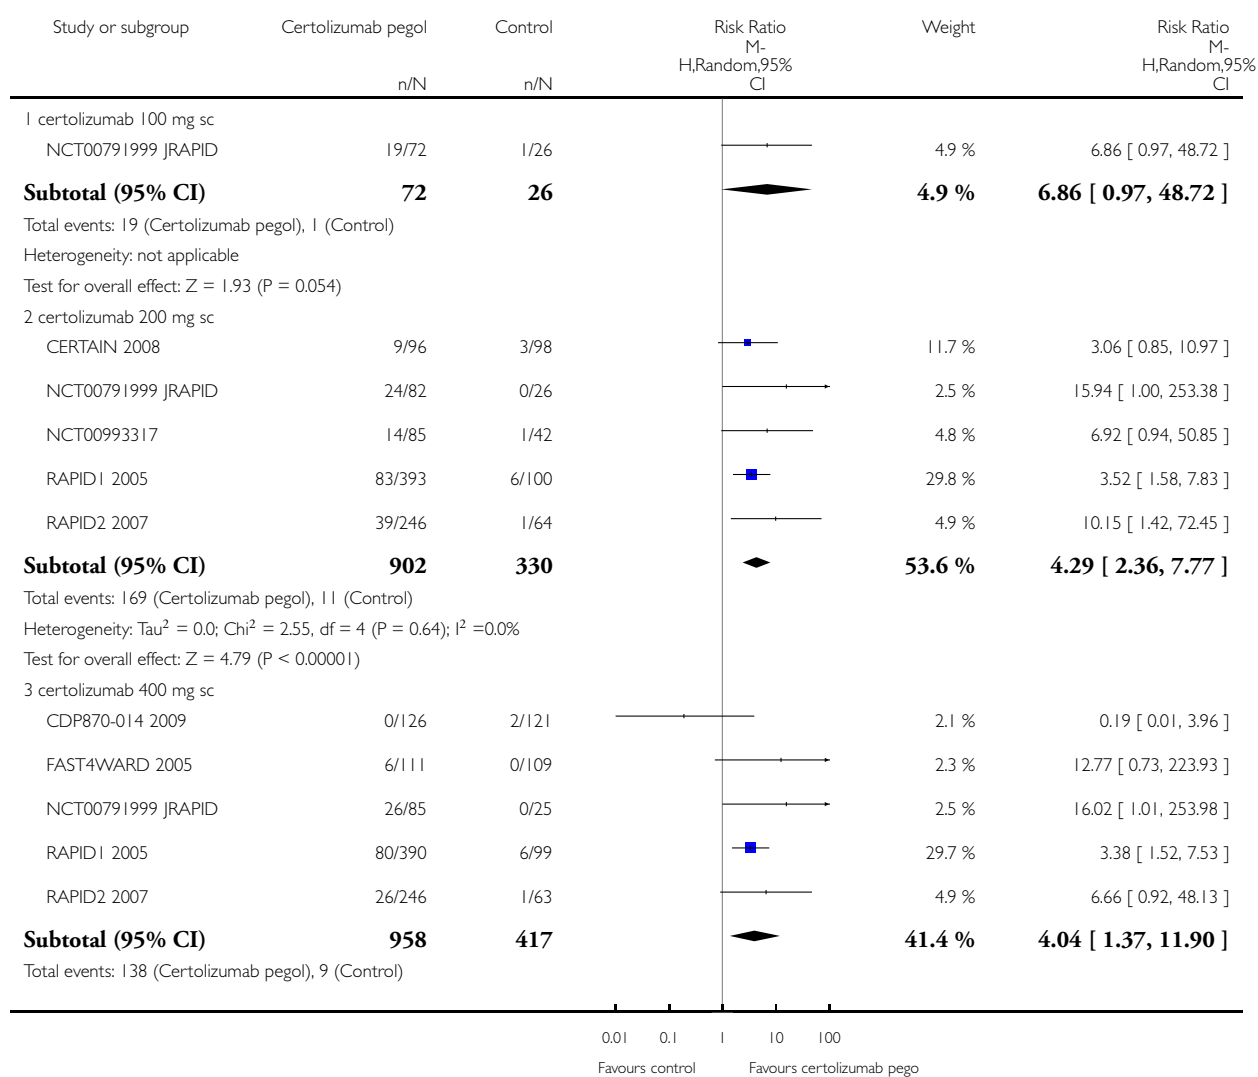 Study or subgroup Certolizumab pegol Control Risk Ratio Weight Risk Ratio
M- M-
H,Random,95% H,Random,95%
n/N n/N CI CI
1 certolizumab 100 mg sc
NCT00791999 JRAPID 19/72 1/26 4.9 % 6.86 [ 0.97, 48.72 ]
Subtotal (95% CI) 72 26 4.9 % 6.86 [ 0.97, 48.72 ]
Total events: 19 (Certolizumab pegol), 1 (Control)
Heterogeneity: not applicable
Test for overall effect: Z = 1.93 (P = 0.054)
2 certolizumab 200 mg sc
CERTAIN 2008 9/96 3/98 11.7 % 3.06 [ 0.85, 10.97 ]
NCT00791999 JRAPID 24/82 0/26 2.5 % 15.94 [ 1.00, 253.38 ]
NCT00993317 14/85 1/42 4.8 % 6.92 [ 0.94, 50.85 ]
RAPID1 2005 83/393 6/100 29.8 % 3.52 [ 1.58, 7.83 ]
RAPID2 2007 39/246 1/64 4.9 % 10.15 [ 1.42, 72.45 ]
Subtotal (95% CI) 902 330 53.6 % 4.29 [ 2.36, 7.77 ]
Total events: 169 (Certolizumab pegol), 11 (Control)
Heterogeneity: Tau² = 0.0; Chi² = 2.55, df = 4 (P = 0.64); I² =0.0%
Test for overall effect: Z = 4.79 (P < 0.00001)
3 certolizumab 400 mg sc
CDP870-014 2009 0/126 2/121 2.1 % 0.19 [ 0.01, 3.96 ]
FAST4WARD 2005 6/111 0/109 2.3 % 12.77 [ 0.73, 223.93 ]
NCT00791999 JRAPID 26/85 0/25 2.5 % 16.02 [ 1.01, 253.98 ]
RAPID1 2005 80/390 6/99 29.7 % 3.38 [ 1.52, 7.53 ]
RAPID2 2007 26/246 1/63 4.9 % 6.66 [ 0.92, 48.13 ]
Subtotal (95% CI) 958 417 41.4 % 4.04 [ 1.37, 11.90 ]
Total events: 138 (Certolizumab pegol), 9 (Control)
0.01 0.1 1 10 100
Favours control Favours certolizumab pego